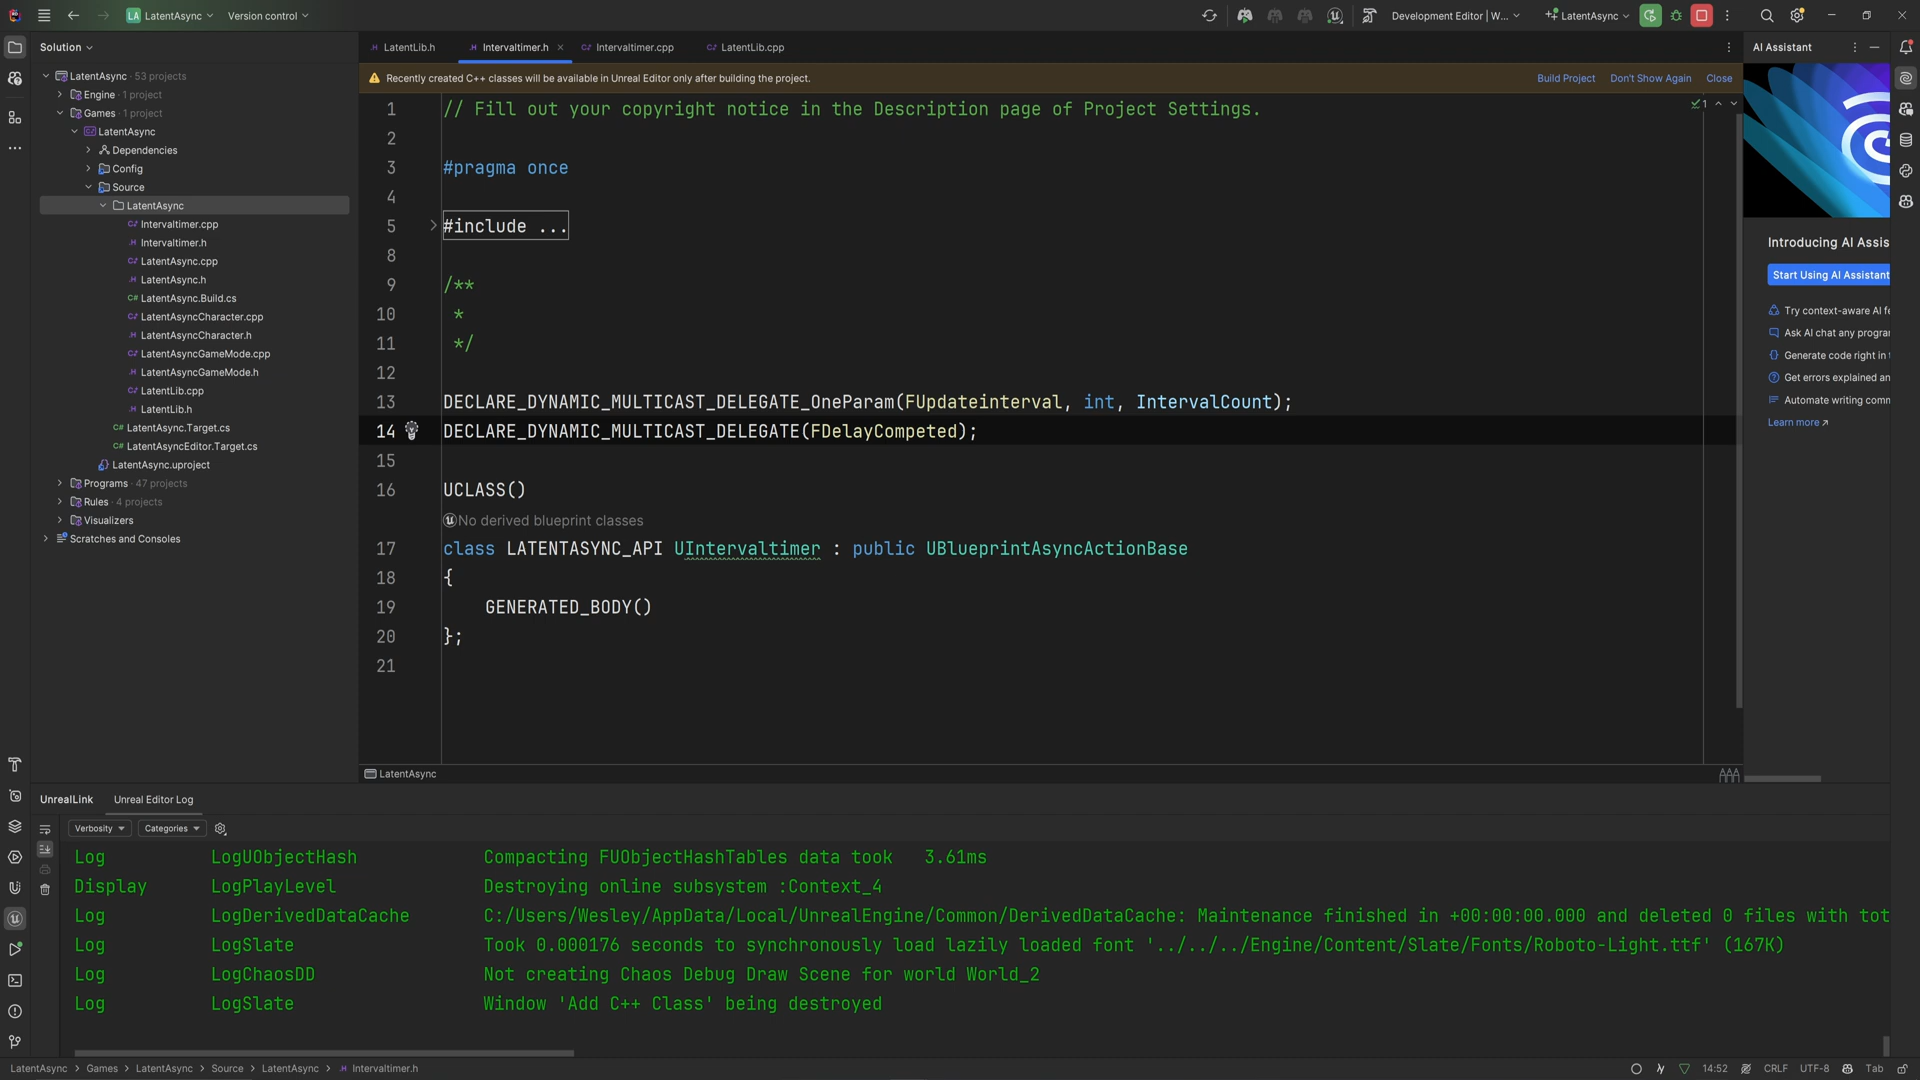 LA LatentAsync
Version control
Development Editor | W...
LatentAsync
Solution
LatentLib.h
Intervaltimer.h
Intervaltimer.cpp
LatentLib.cpp
AI Assistant
LatentAsync · 53 projects
Engine · 1 project
Games · 1 project
LatentAsync
Dependencies
Config
Source
LatentAsync
Intervaltimer.cpp
Intervaltimer.h
LatentAsync.cpp
LatentAsync.h
C# LatentAsync.Build.cs
LatentAsyncCharacter.cpp
LatentAsyncCharacter.h
LatentAsyncGameMode.cpp
LatentAsyncGameMode.h
LatentLib.cpp
LatentLib.h
C# LatentAsync.Target.cs
C# LatentAsyncEditor.Target.cs
LatentAsync.uproject
Programs · 47 projects
Rules · 4 projects
Visualizers
Scratches and Consoles
Recently created C++ classes will be available in Unreal Editor only after building the project.
Build Project
Don't Show Again
Close
1 // Fill out your copyright notice in the Description page of Project Settings.
1
2
3 #pragma once
4
5 #include ...
8
9 /**
10 *
11 */
12
13 DECLARE_DYNAMIC_MULTICAST_DELEGATE_OneParam(FUpdateinterval, int, IntervalCount);
14 DECLARE_DYNAMIC_MULTICAST_DELEGATE(FDelayCompeted);
15
16 UCLASS()
No derived blueprint classes
17 class LATENTASYNC_API UIntervaltimer : public UBlueprintAsyncActionBase
18 {
19 GENERATED_BODY()
20 };
21
LatentAsync
Introducing AI Assis
Start Using AI Assistant
Try context-aware AI fe
Ask AI chat any progra
Generate code right in
Get errors explained an
Automate writing comm
Learn more ↗
UnrealLink
Unreal Editor Log
Verbosity
Categories
Log LogUObjectHash Compacting FUObjectHashTables data took 3.61ms
Display LogPlayLevel Destroying online subsystem :Context_4
Log LogDerivedDataCache C:/Users/Wesley/AppData/Local/UnrealEngine/Common/DerivedDataCache: Maintenance finished in +00:00:00.000 and deleted 0 files with tot
Log LogSlate Took 0.000176 seconds to synchronously load lazily loaded font '../../../Engine/Content/Slate/Fonts/Roboto-Light.ttf' (167K)
Log LogChaosDD Not creating Chaos Debug Draw Scene for world World_2
Log LogSlate Window 'Add C++ Class' being destroyed
LatentAsync > Games > LatentAsync > Source > LatentAsync > Intervaltimer.h
14:52
CRLF
UTF-8
Tab